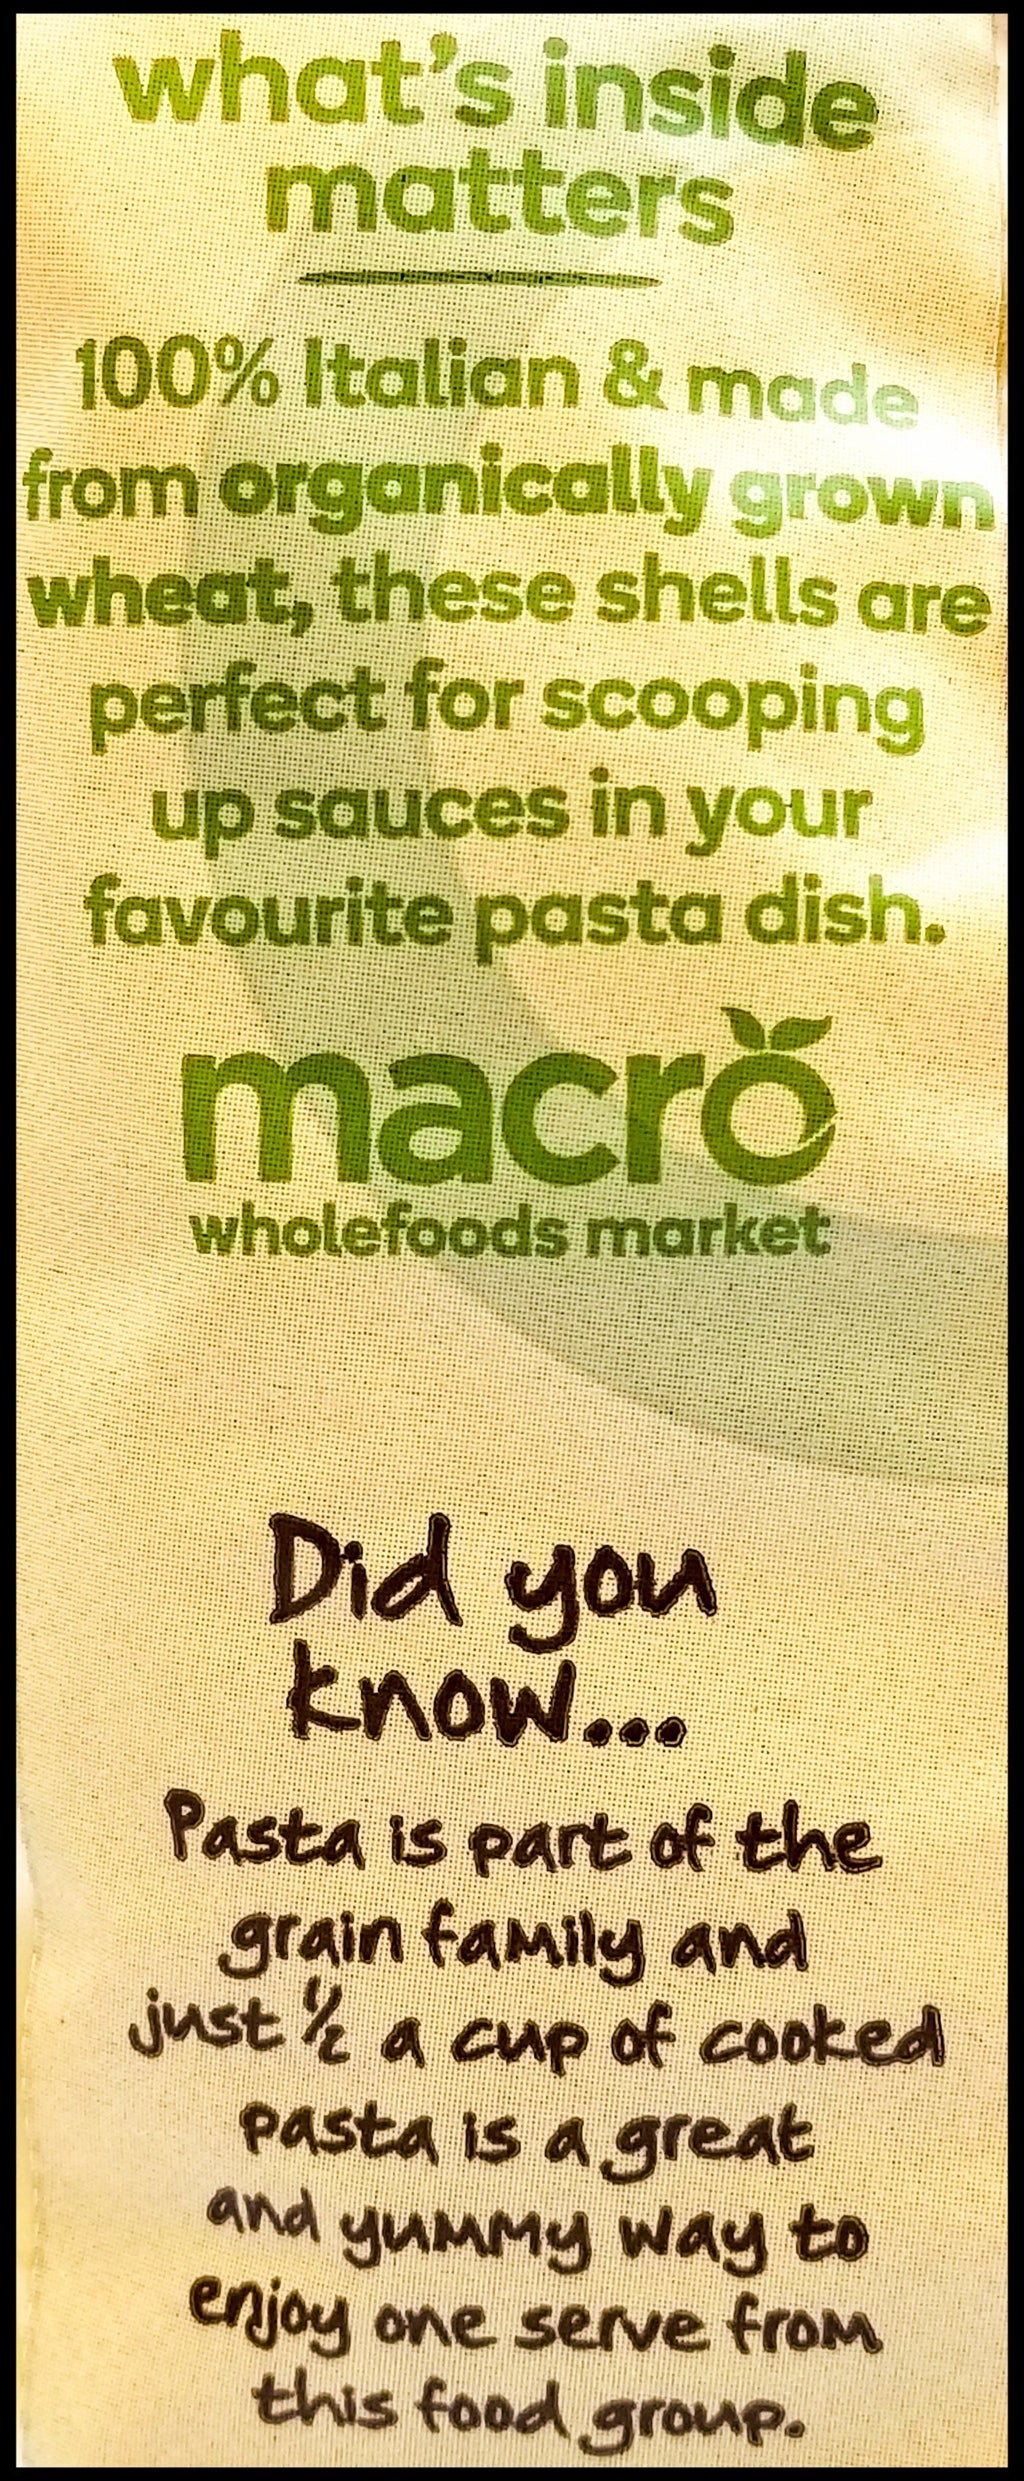 what's inside
matters
100% Italian & made
from organically grown
wheat, these shells are
perfect for scooping
up sauces in your
favourite pasta dish.
macro
wholefoods market
Did you
know...
Pasta is part of the
grain family and
just ½ a cup of cooked
pasta is a great
and yummy way to
enjoy one serve from
this food group.